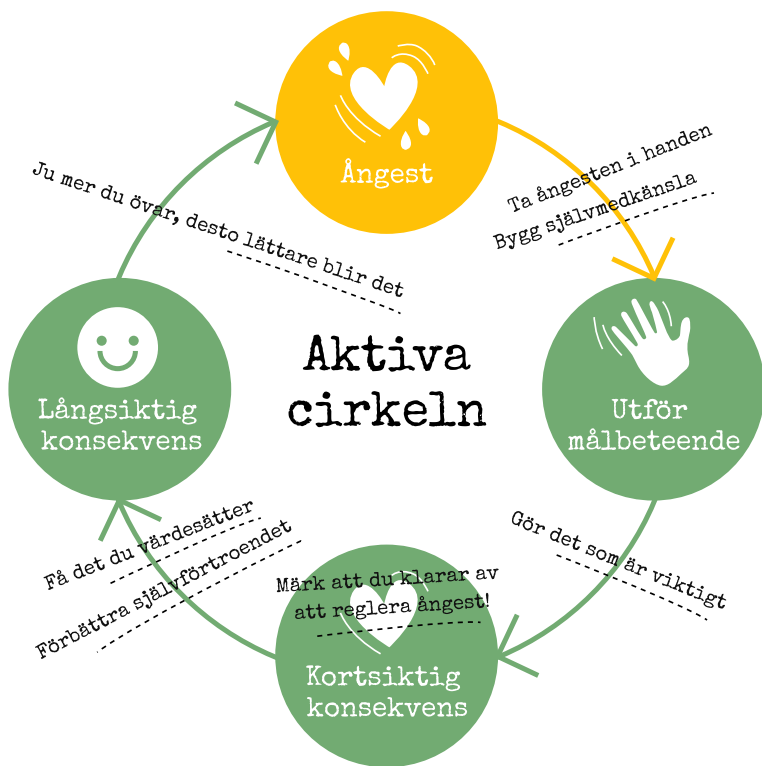 Ångest
Ta ångesten i handen
Bygg självmedkänsla
Ju mer du övar, desto lättare blir det
Aktiva
cirkeln
Långsiktig
konsekvens
Utför
målbeteende
Få det du värdesätter
Förbättra självförtroendet
Märk att du klarar av
att reglera ångest!
Gör det som är viktigt
Kortsiktig
konsekvens